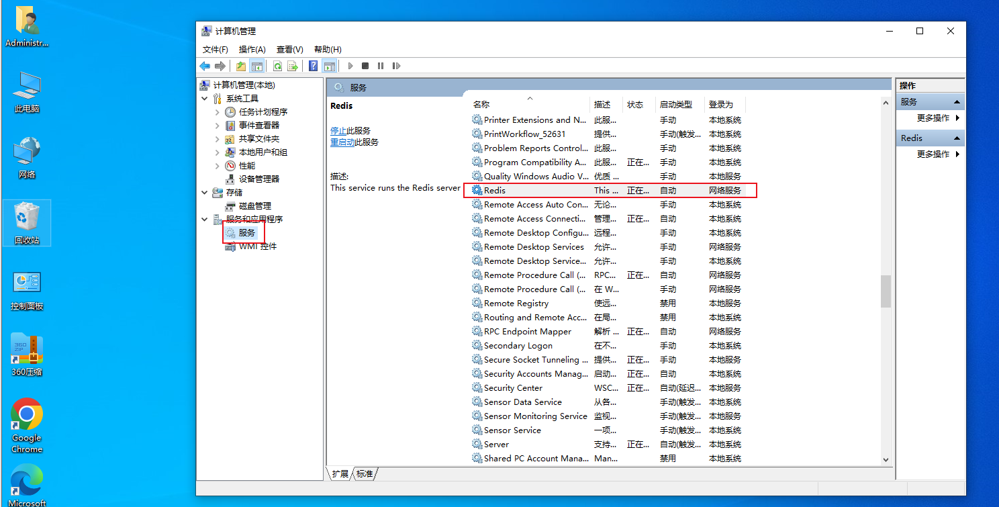 Administr...
此电脑
网络
回收站
控制面板
360
ZIP
360压缩
Google
Chrome
Microsoft
计算机管理
文件(F) 操作(A) 查看(V) 帮助(H)
计算机管理(本地)
系统工具
任务计划程序
事件查看器
共享文件夹
本地用户和组
性能
设备管理器
存储
磁盘管理
服务和应用程序
服务
WMI 控件
服务
Redis
停止此服务
重启动此服务
描述:
This service runs the Redis server
名称 描述 状态 启动类型 登录为
Printer Extensions and N... 此服... 手动 本地系统
PrintWorkflow_52631 提供... 手动(触发... 本地系统
Problem Reports Control... 此服... 手动 本地系统
Program Compatibility A... 此服... 正在... 手动 本地系统
Quality Windows Audio V... 优质 ... 手动 本地服务
Redis This ... 正在... 自动 网络服务
Remote Access Auto Con... 无论... 手动 本地系统
Remote Access Connecti... 管理... 正在... 自动 本地系统
Remote Desktop Configu... 远程... 手动 本地系统
Remote Desktop Services 允许... 手动 网络服务
Remote Desktop Service... 允许... 手动 本地系统
Remote Procedure Call (... RPC... 正在... 自动 网络服务
Remote Procedure Call (... 在 W... 手动 网络服务
Remote Registry 使远... 禁用 本地服务
Routing and Remote Acc... 在局... 禁用 本地系统
RPC Endpoint Mapper 解析 ... 正在... 自动 网络服务
Secondary Logon 在不... 手动 本地系统
Secure Socket Tunneling ... 提供... 正在... 手动 本地服务
Security Accounts Manag... 启动... 正在... 自动 本地系统
Security Center WSC... 正在... 自动(延迟... 本地服务
Sensor Data Service 从各... 手动(触发... 本地系统
Sensor Monitoring Service 监视... 手动(触发... 本地服务
Sensor Service 一项... 手动(触发... 本地系统
Server 支持... 正在... 自动(触发... 本地系统
Shared PC Account Mana... Man... 禁用 本地系统
扩展 标准
操作
服务
更多操作
Redis
更多操作